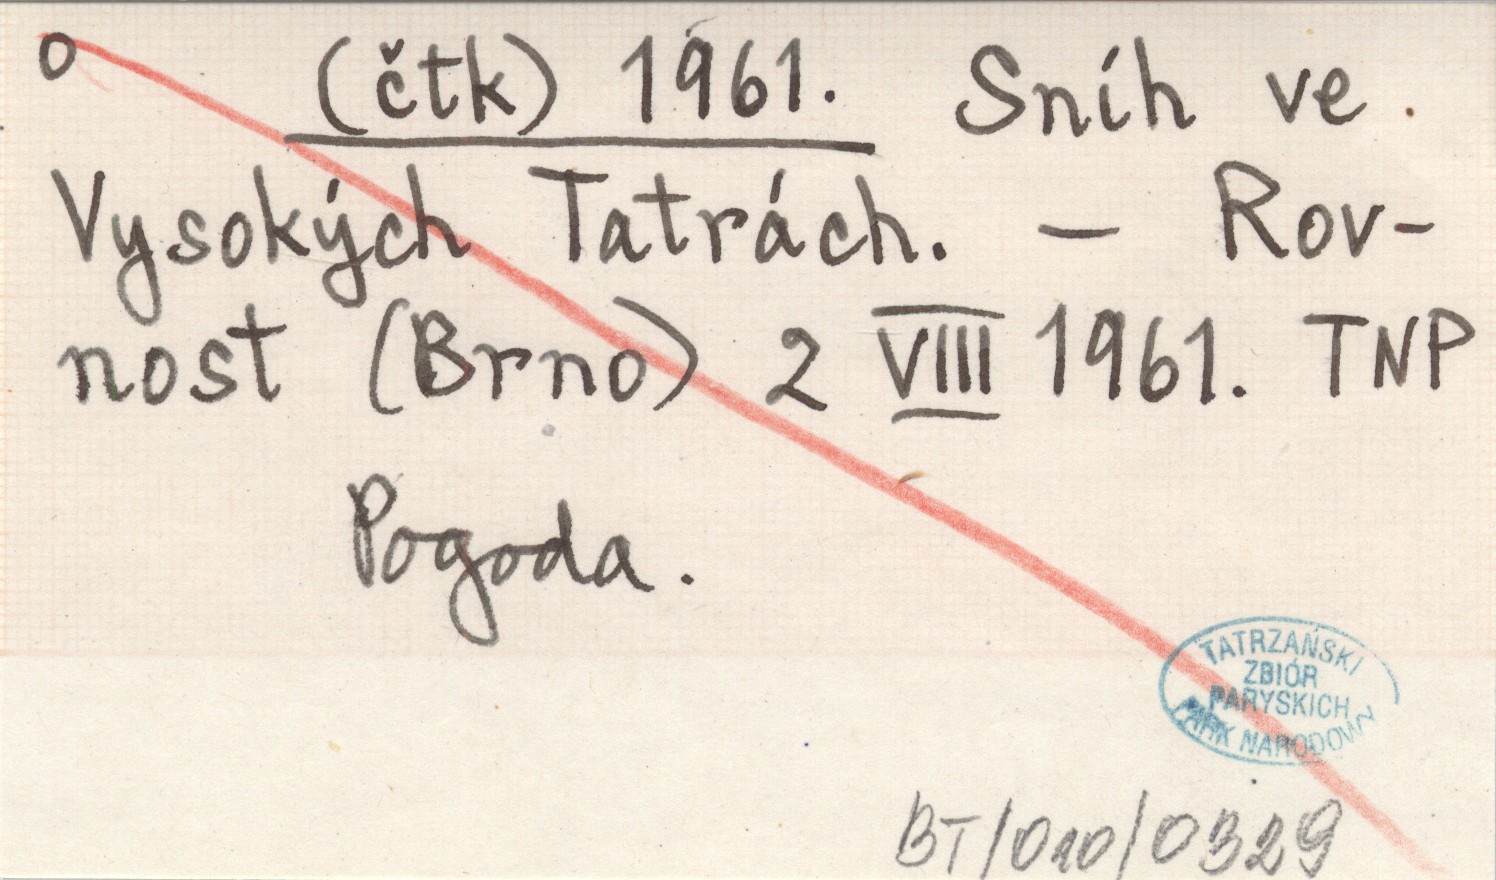 o (čtk) 1961. Sníh ve
Vysokých Tatrách. — Rov-
nost (Brno) 2 VIII 1961. TNP
Pogoda.
TATRZAŃSKI
ZBIÓR
PARYSKICH
PARK NARODOWY
BT/010/0329